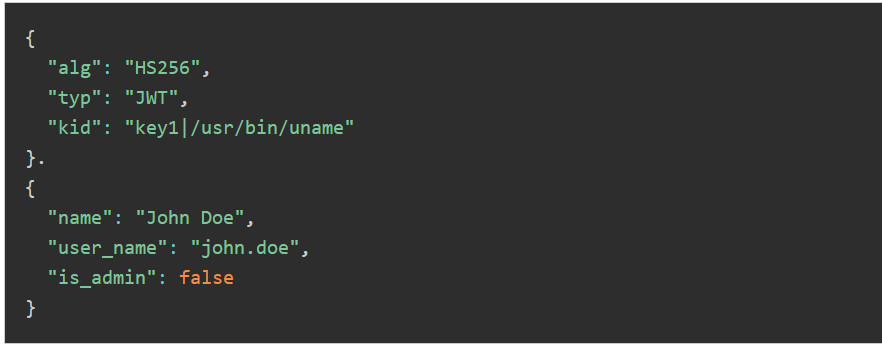 {
  "alg": "HS256",
  "typ": "JWT",
  "kid": "key1|/usr/bin/uname"
}.
{
  "name": "John Doe",
  "user_name": "john.doe",
  "is_admin": false
}